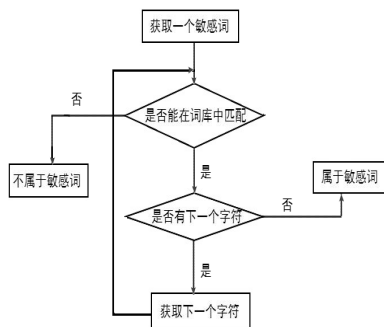 获取一个敏感词
是否能在词库中匹配
否
不属于敏感词
是
属于敏感词
是否有下一个字符
否
是
获取下一个字符